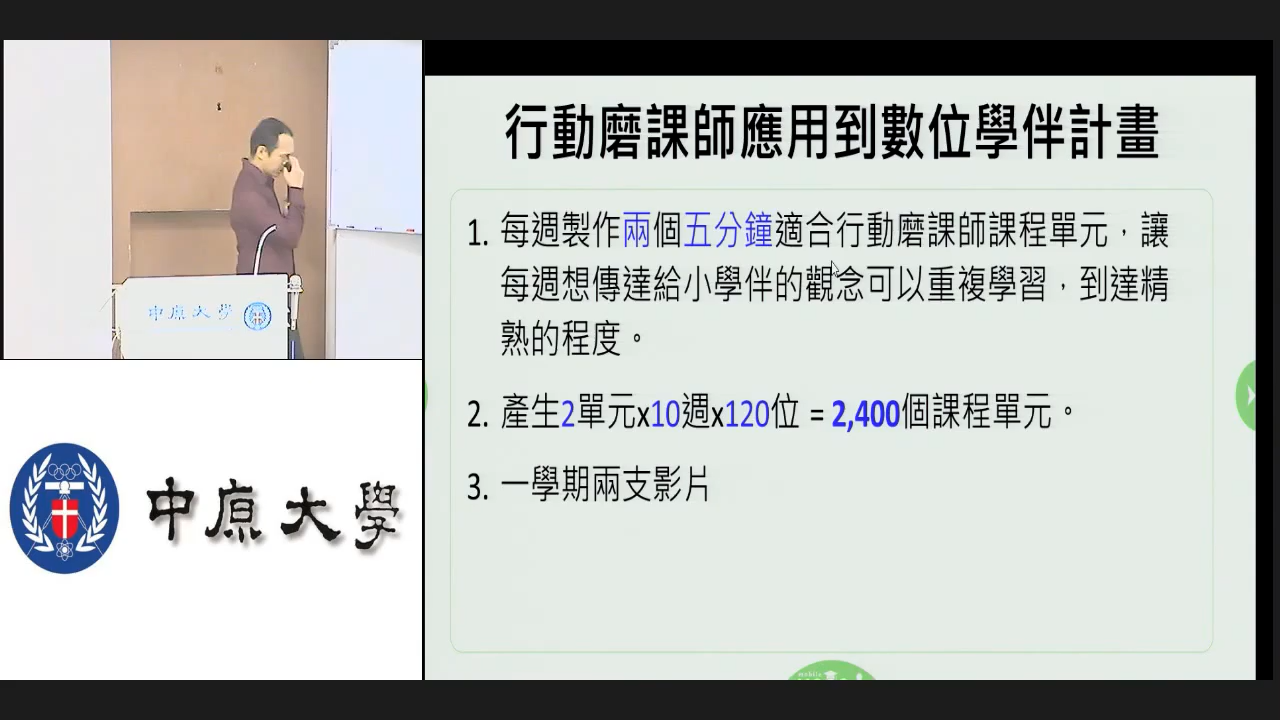 行動磨課師應用到數位學伴計畫
1. 每週製作兩個五分鐘適合行動磨課師課程單元，讓
每週想傳達給小學伴的觀念可以重複學習，到達精
熟的程度。
2. 產生2單元x10週x120位 = 2,400個課程單元。
3. 一學期兩支影片
中原大學
中原大學
mobile